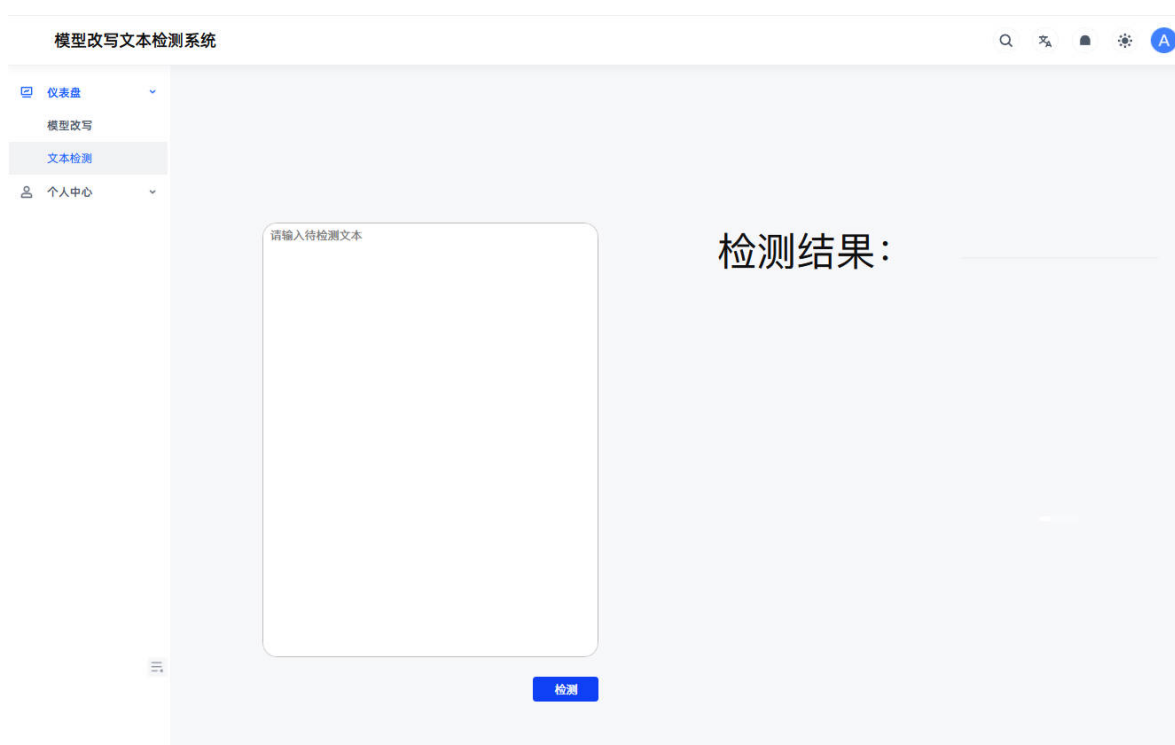 模型改写文本检测系统
A
仪表盘
模型改写
文本检测
个人中心
请输入待检测文本
检测结果：
检测